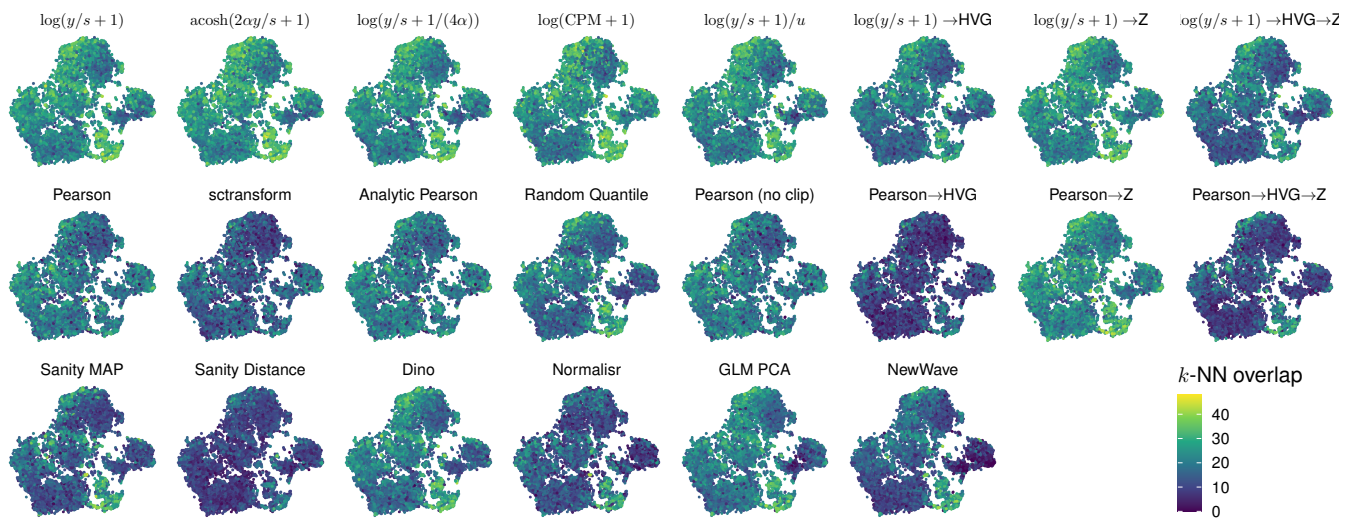 log(y/s + 1) acosh(2αy/s + 1) log(y/s + 1/(4α)) log(CPM + 1) log(y/s + 1)/u log(y/s + 1) →HVG log(y/s + 1) →Z log(y/s + 1) →HVG→Z
Pearson sctransform Analytic Pearson Random Quantile Pearson (no clip) Pearson→HVG Pearson→Z Pearson→HVG→Z
Sanity MAP Sanity Distance Dino Normalisr GLM PCA NewWave
k-NN overlap
40
30
20
10
0